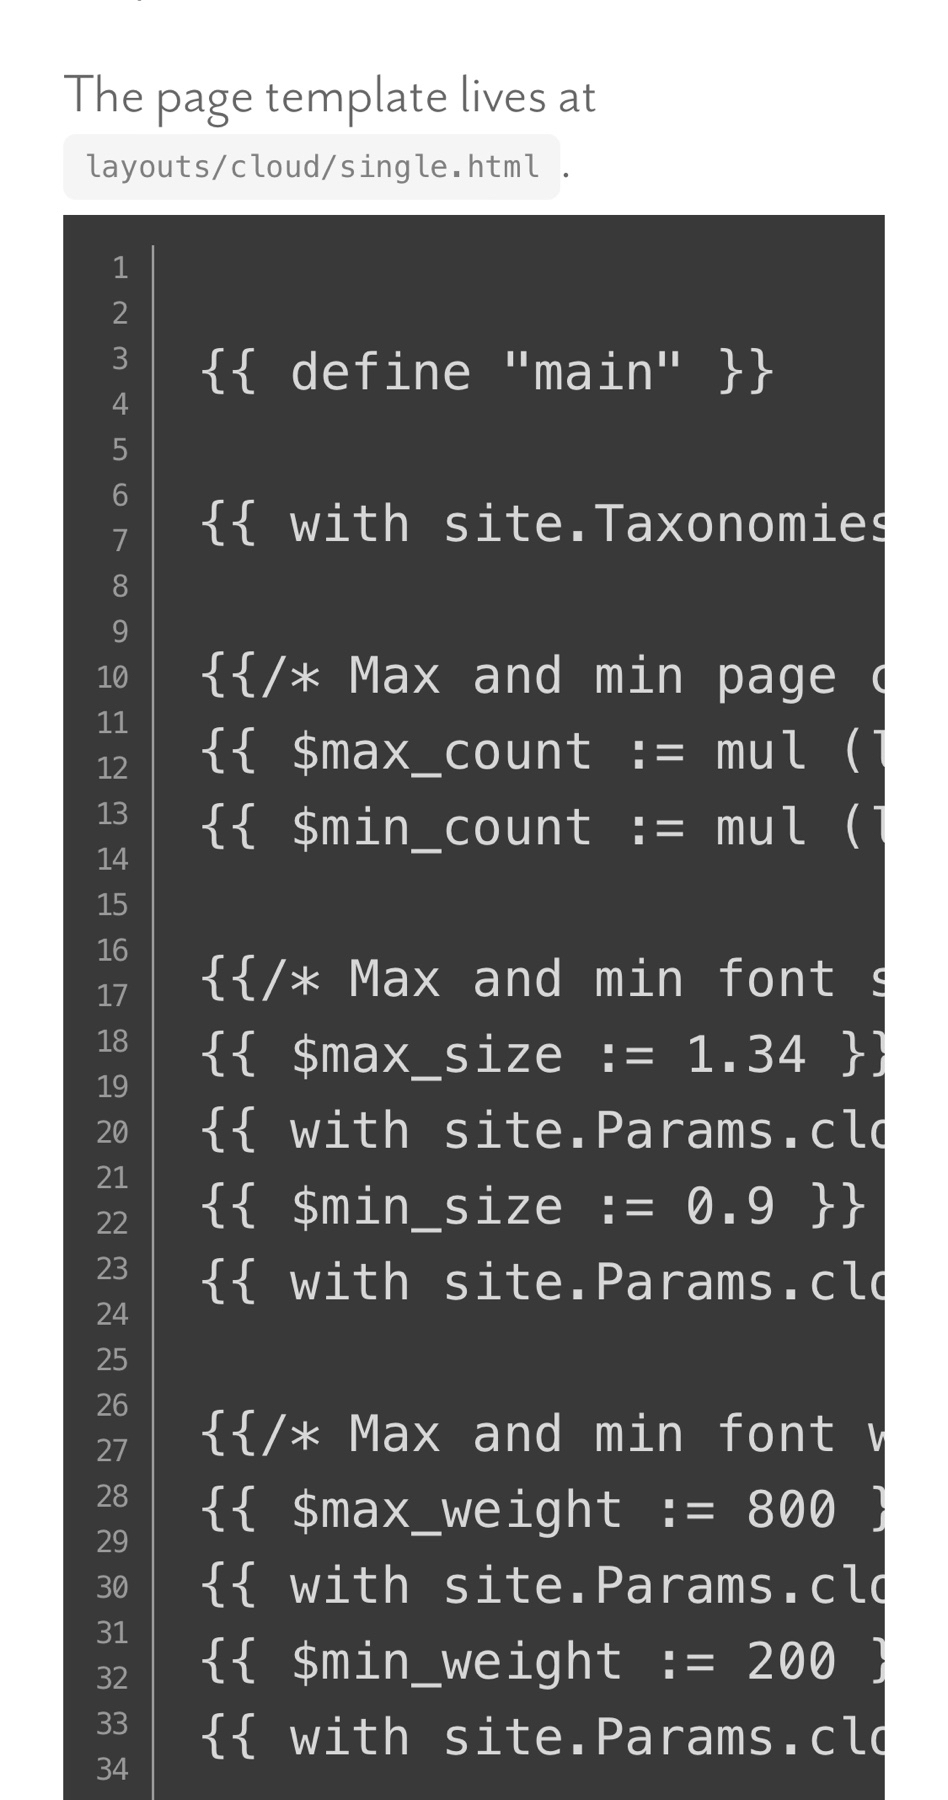 The page template lives at
layouts/cloud/single.html.
1
2
3
4
5
6
7
8
9
10
11
12
13
14
15
16
17
18
19
20
21
22
23
24
25
26
27
28
29
30
31
32
33
34
{{ define "main" }}
{{ with site.Taxonomies
{{/* Max and min page
{{ $max_count := mul (
{{ $min_count := mul (
{{/* Max and min font
{{ $max_size := 1.34 }}
{{ with site.Params.clo
{{ $min_size := 0.9 }}
{{ with site.Params.clo
{{/* Max and min font
{{ $max_weight := 800 }
{{ with site.Params.clo
{{ $min_weight := 200 }
{{ with site.Params.clo